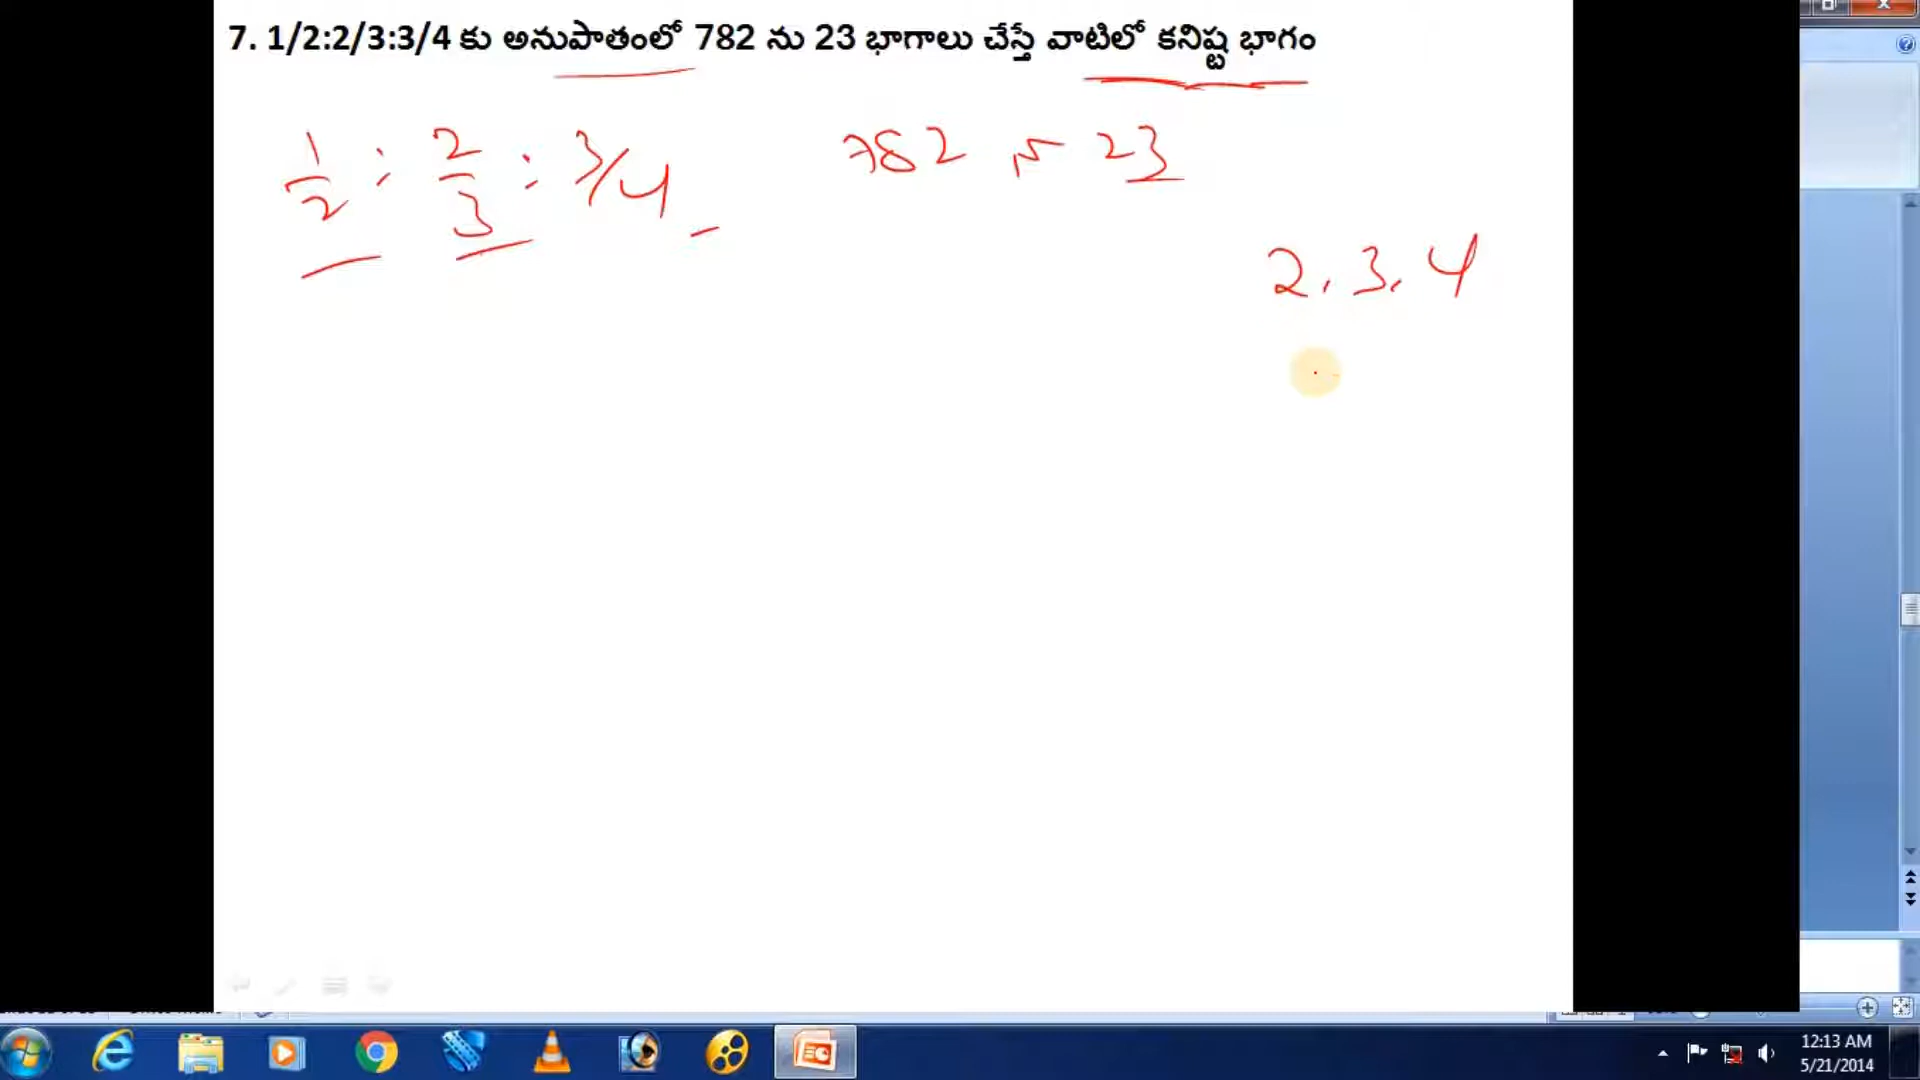 7. 1/2:2/3:3/4 కు అనుపాతంలో 782 ను 23 భాగాలు చేస్తే వాటిలో కనిష్ట భాగం
1/2 : 2/3 : 3/4
782 ను 23
2, 3, 4
12:13 AM
5/21/2014